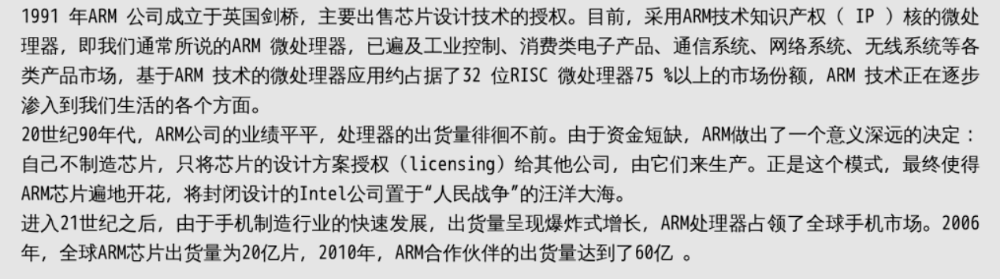 1991 年ARM 公司成立于英国剑桥，主要出售芯片设计技术的授权。目前，采用ARM技术知识产权（ IP ）核的微处
理器，即我们通常所说的ARM 微处理器，已遍及工业控制、消费类电子产品、通信系统、网络系统、无线系统等各
类产品市场，基于ARM 技术的微处理器应用约占据了32 位RISC 微处理器75 %以上的市场份额，ARM 技术正在逐步
渗入到我们生活的各个方面。
20世纪90年代，ARM公司的业绩平平，处理器的出货量徘徊不前。由于资金短缺，ARM做出了一个意义深远的决定：
自己不制造芯片，只将芯片的设计方案授权（licensing）给其他公司，由它们来生产。正是这个模式，最终使得
ARM芯片遍地开花，将封闭设计的Intel公司置于“人民战争”的汪洋大海。
进入21世纪之后，由于手机制造行业的快速发展，出货量呈现爆炸式增长，ARM处理器占领了全球手机市场。2006
年，全球ARM芯片出货量为20亿片，2010年，ARM合作伙伴的出货量达到了60亿 。